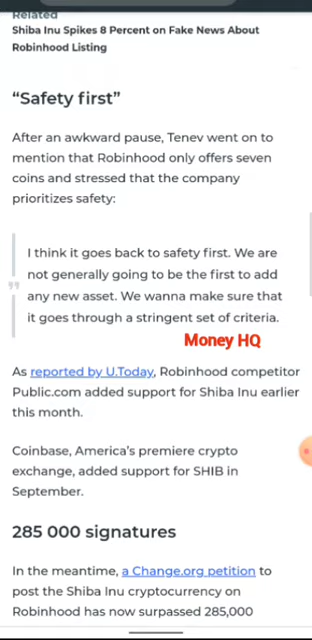 Related
Shiba Inu Spikes 8 Percent on Fake News About
Robinhood Listing
“Safety first”
After an awkward pause, Tenev went on to
mention that Robinhood only offers seven
coins and stressed that the company
prioritizes safety:
I think it goes back to safety first. We are
not generally going to be the first to add
any new asset. We wanna make sure that
it goes through a stringent set of criteria.
Money HQ
As reported by U.Today, Robinhood competitor
Public.com added support for Shiba Inu earlier
this month.
Coinbase, America's premiere crypto
exchange, added support for SHIB in
September.
285 000 signatures
In the meantime, a Change.org petition to
post the Shiba Inu cryptocurrency on
Robinhood has now surpassed 285,000